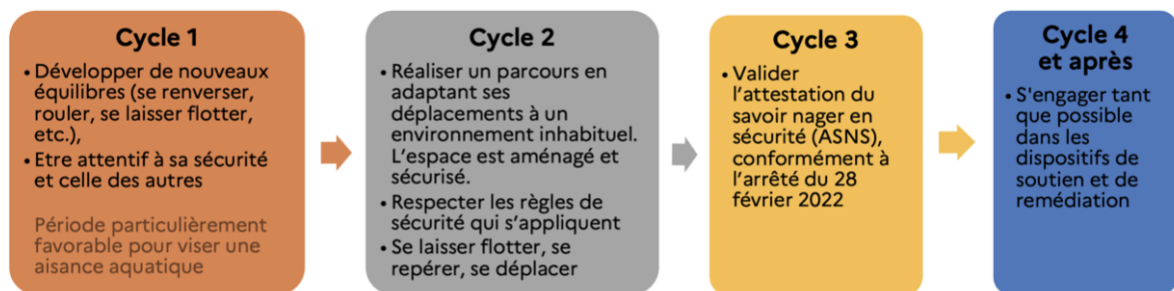 Cycle 1
• Développer de nouveaux
équilibres (se renverser,
rouler, se laisser flotter,
etc.),
• Etre attentif à sa sécurité
et celle des autres
Période particulièrement
favorable pour viser une
aisance aquatique
Cycle 2
• Réaliser un parcours en
adaptant ses
déplacements à un
environnement inhabituel.
L'espace est aménagé et
sécurisé.
• Respecter les règles de
sécurité qui s'appliquent
• Se laisser flotter, se
repérer, se déplacer
Cycle 3
• Valider
l'attestation du
savoir nager en
sécurité (ASNS),
conformément à
l'arrêté du 28
février 2022
Cycle 4
et après
• S'engager tant
que possible
dans les
dispositifs de
soutien et de
remédiation